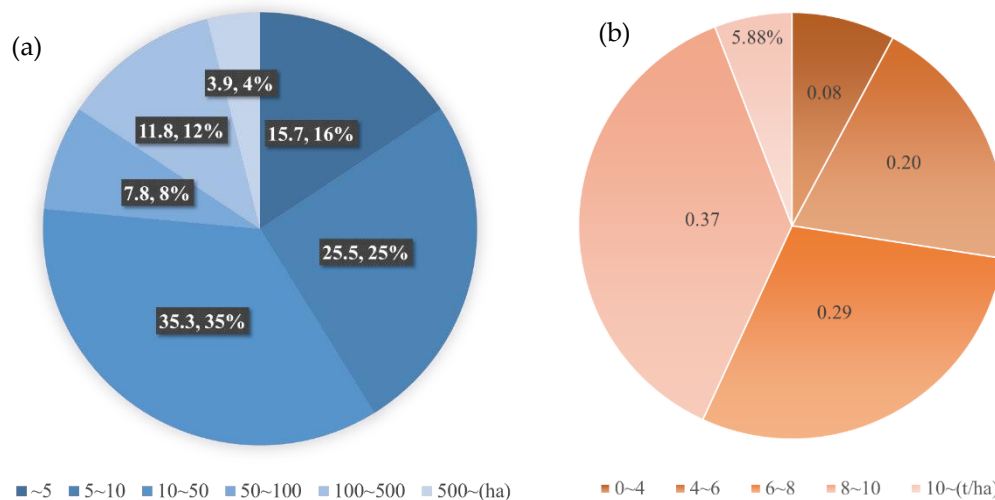 (a)
3.9, 4%
11.8, 12%
15.7, 16%
7.8, 8%
25.5, 25%
35.3, 35%
~5 5~10 10~50 50~100 100~500 500~(ha)
(b)
5.88%
0.08
0.20
0.37
0.29
0~4 4~6 6~8 8~10 10~(t/ha)